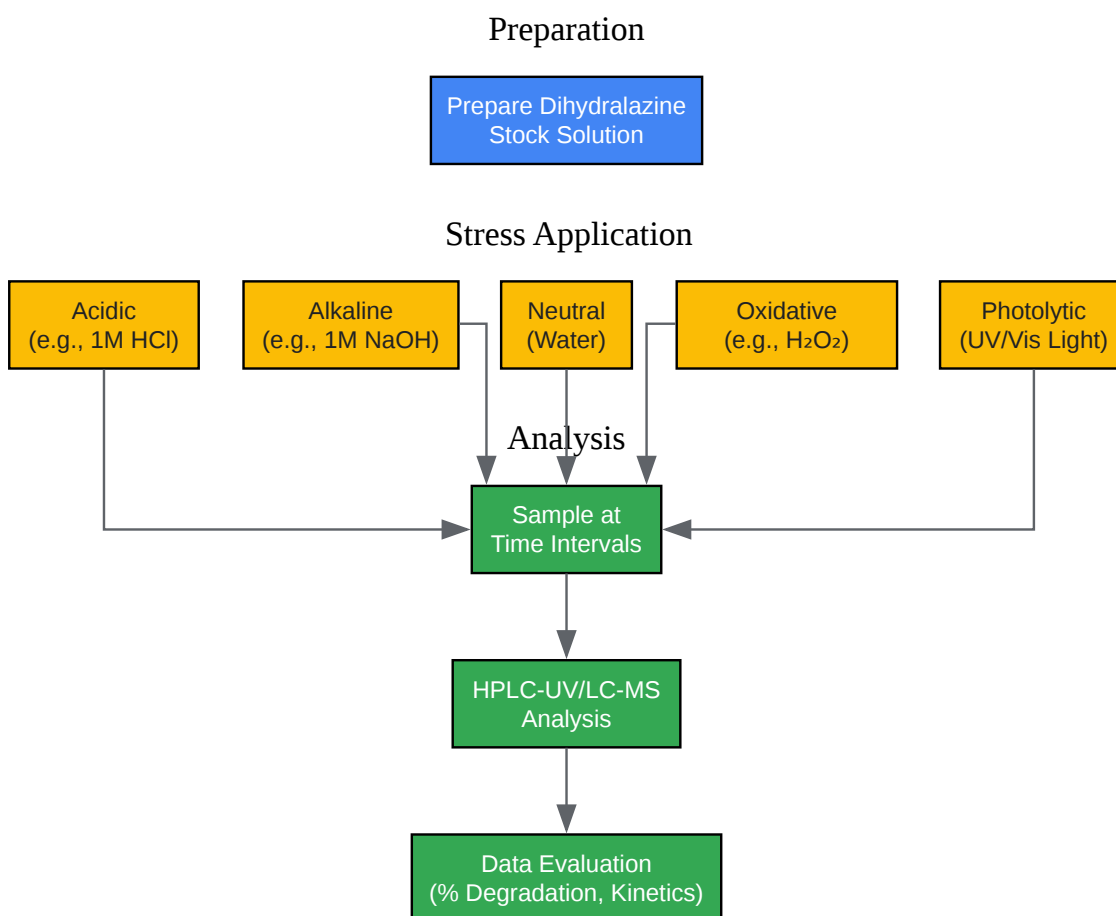 Preparation
Prepare Dihydralazine
Stock Solution
Stress Application
Acidic
(e.g., 1M HCl)
Alkaline
(e.g., 1M NaOH)
Neutral
(Water)
Oxidative
(e.g., H₂O₂)
Photolytic
(UV/Vis Light)
Analysis
Sample at
Time Intervals
HPLC-UV/LC-MS
Analysis
Data Evaluation
(% Degradation, Kinetics)